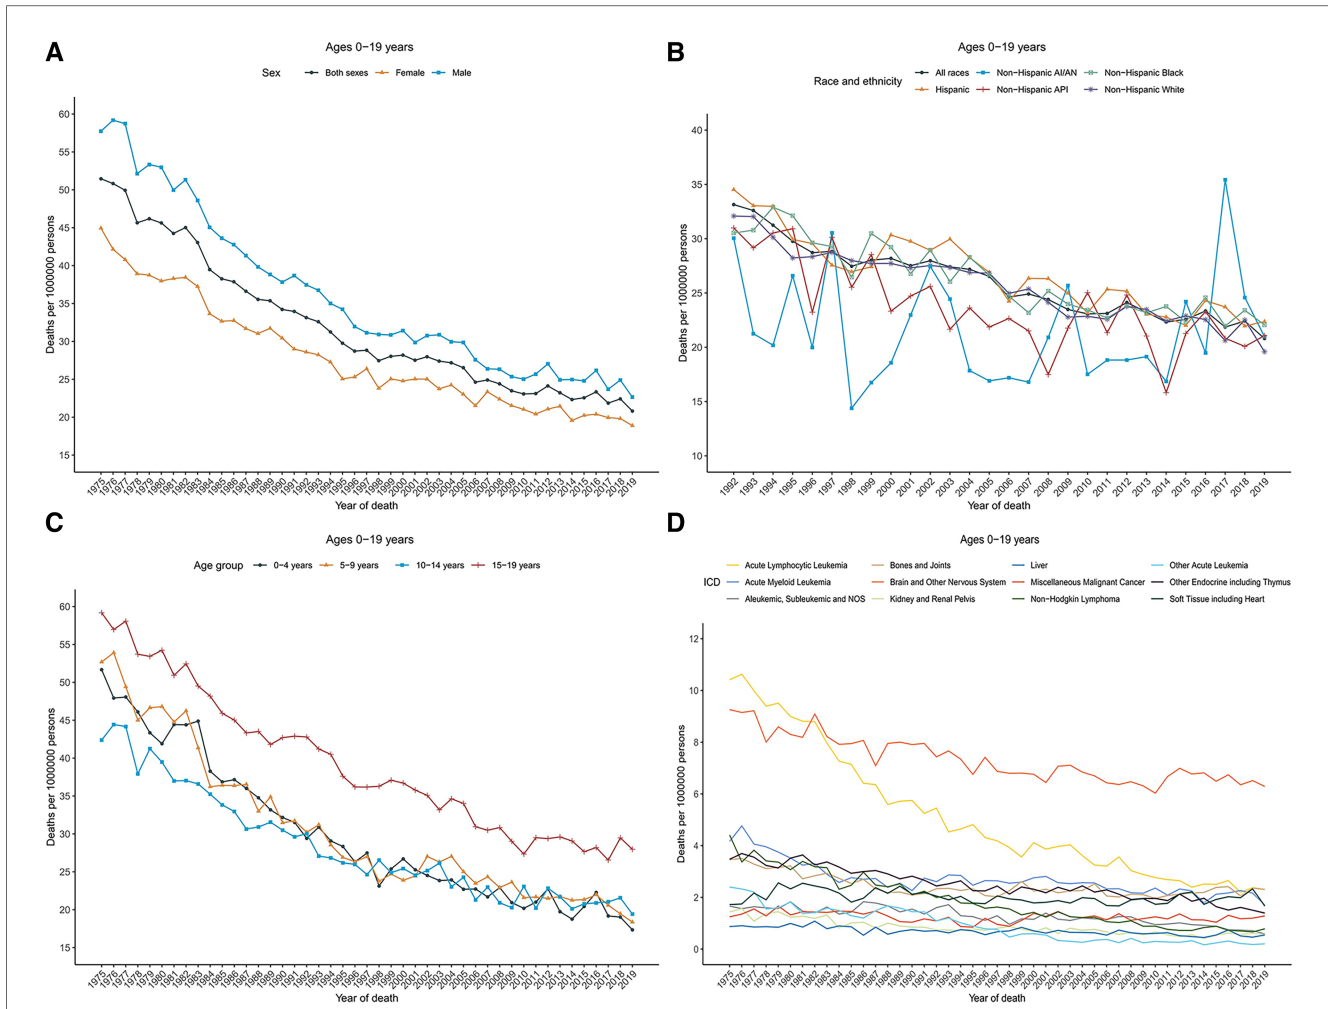 A
Ages 0−19 years
Sex
Both sexes
Female
Male
Deaths per 1000000 persons
60
55
50
45
40
35
30
25
20
15
1975 1976 1977 1978 1979 1980 1981 1982 1983 1984 1985 1986 1987 1988 1989 1990 1991 1992 1993 1994 1995 1996 1997 1998 1999 2000 2001 2002 2003 2004 2005 2006 2007 2008 2009 2010 2011 2012 2013 2014 2015 2016 2017 2018 2019
Year of death
B
Ages 0−19 years
Race and ethnicity
All races
Non−Hispanic AI/AN
Non−Hispanic Black
Hispanic
Non−Hispanic API
Non−Hispanic White
Deaths per 1000000 persons
40
35
30
25
20
15
10
1992 1993 1994 1995 1996 1997 1998 1999 2000 2001 2002 2003 2004 2005 2006 2007 2008 2009 2010 2011 2012 2013 2014 2015 2016 2017 2018 2019
Year of death
C
Ages 0−19 years
Age group
0−4 years
5−9 years
10−14 years
15−19 years
Deaths per 1000000 persons
60
55
50
45
40
35
30
25
20
15
1975 1976 1977 1978 1979 1980 1981 1982 1983 1984 1985 1986 1987 1988 1989 1990 1991 1992 1993 1994 1995 1996 1997 1998 1999 2000 2001 2002 2003 2004 2005 2006 2007 2008 2009 2010 2011 2012 2013 2014 2015 2016 2017 2018 2019
Year of death
D
Ages 0−19 years
ICD
Acute Lymphocytic Leukemia
Bones and Joints
Liver
Other Acute Leukemia
Acute Myeloid Leukemia
Brain and Other Nervous System
Miscellaneous Malignant Cancer
Other Endocrine including Thymus
Aleukemic, Subleukemic and NOS
Kidney and Renal Pelvis
Non−Hodgkin Lymphoma
Soft Tissue including Heart
Deaths per 1000000 persons
12
10
8
6
4
2
0
1975 1976 1977 1978 1979 1980 1981 1982 1983 1984 1985 1986 1987 1988 1989 1990 1991 1992 1993 1994 1995 1996 1997 1998 1999 2000 2001 2002 2003 2004 2005 2006 2007 2008 2009 2010 2011 2012 2013 2014 2015 2016 2017 2018 2019
Year of death